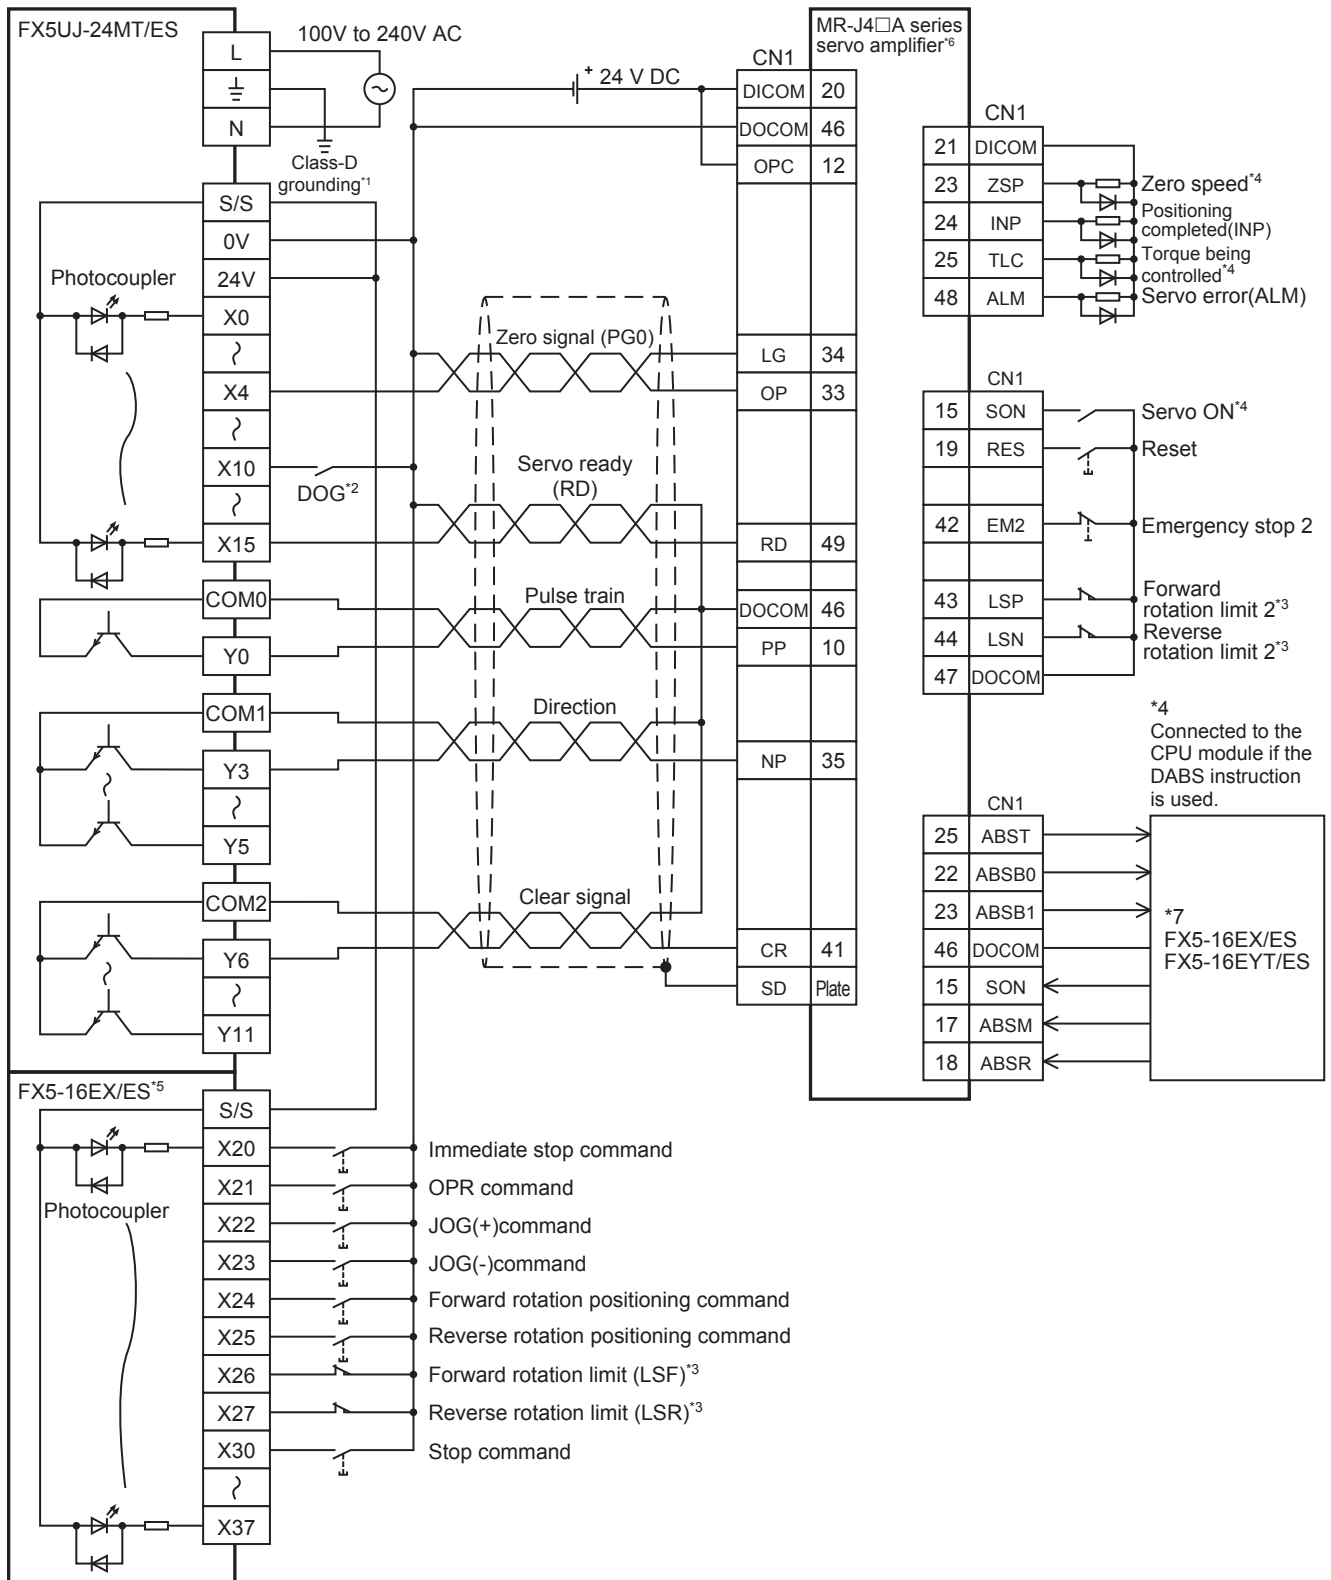 FX5UJ-24MT/ES
L
N
100V to 240V AC
Class-D
grounding*1
S/S
0V
24V
X0
X4
X10
X15
COM0
Y0
COM1
Y3
Y5
COM2
Y6
Y11
Photocoupler
DOG*2
+ 24 V DC
Zero signal (PG0)
Servo ready
(RD)
Pulse train
Direction
Clear signal
MR-J4□A series
servo amplifier*6
CN1
DICOM 20
DOCOM 46
OPC 12
LG 34
OP 33
RD 49
DOCOM 46
PP 10
NP 35
CR 41
SD Plate
CN1
21 DICOM
23 ZSP Zero speed*4
24 INP Positioning
completed(INP)
25 TLC Torque being
controlled*4
48 ALM Servo error(ALM)
CN1
15 SON Servo ON*4
19 RES Reset
42 EM2 Emergency stop 2
43 LSP Forward
rotation limit 2*3
44 LSN Reverse
rotation limit 2*3
47 DOCOM
*4
Connected to the
CPU module if the
DABS instruction
is used.
CN1
25 ABST
22 ABSB0
23 ABSB1
46 DOCOM
15 SON
17 ABSM
18 ABSR
*7
FX5-16EX/ES
FX5-16EYT/ES
FX5-16EX/ES*5
Photocoupler
S/S
X20 Immediate stop command
X21 OPR command
X22 JOG(+)command
X23 JOG(-)command
X24 Forward rotation positioning command
X25 Reverse rotation positioning command
X26 Forward rotation limit (LSF)*3
X27 Reverse rotation limit (LSR)*3
X30 Stop command
X37